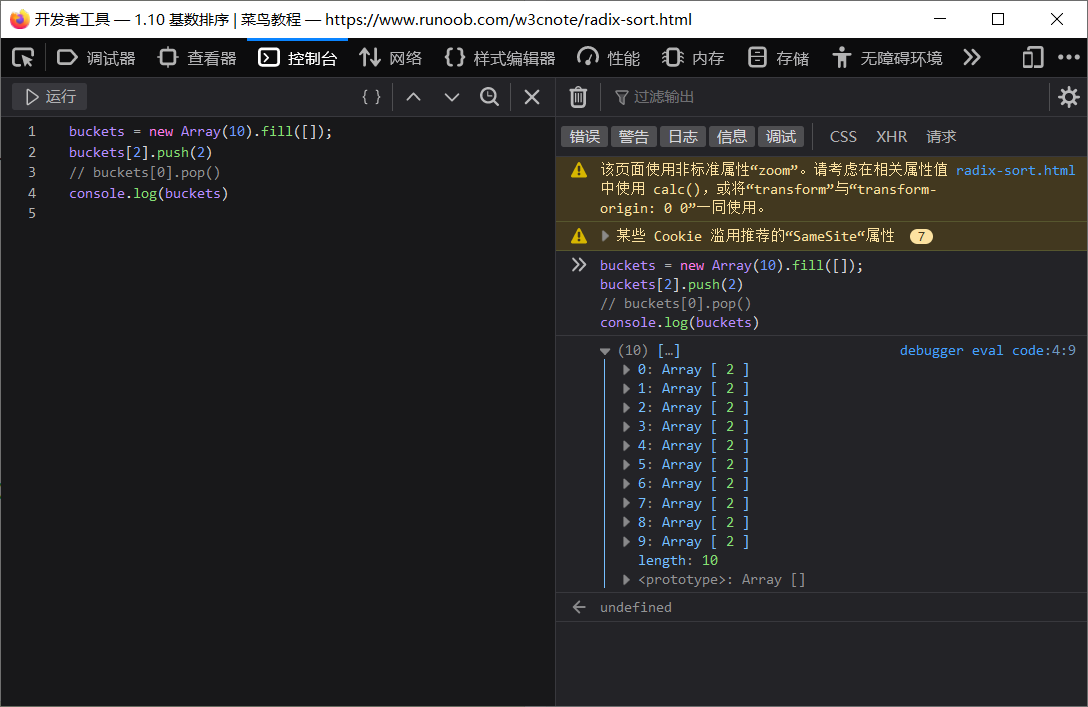 开发者工具 — 1.10 基数排序 | 菜鸟教程 — https://www.runoob.com/w3cnote/radix-sort.html
调试器 查看器 控制台 网络 {} 样式编辑器 性能 内存 存储 无障碍环境
运行 { }
过滤输出
1 buckets = new Array(10).fill([]);
2 buckets[2].push(2)
3 // buckets[0].pop()
4 console.log(buckets)
5
错误 警告 日志 信息 调试 CSS XHR 请求
该页面使用非标准属性“zoom”。请考虑在相关属性值 radix-sort.html
中使用 calc()，或将“transform”与“transform-
origin: 0 0”一同使用。
某些 Cookie 滥用推荐的“SameSite“属性 7
buckets = new Array(10).fill([]);
buckets[2].push(2)
// buckets[0].pop()
console.log(buckets)
(10) […] debugger eval code:4:9
0: Array [ 2 ]
1: Array [ 2 ]
2: Array [ 2 ]
3: Array [ 2 ]
4: Array [ 2 ]
5: Array [ 2 ]
6: Array [ 2 ]
7: Array [ 2 ]
8: Array [ 2 ]
9: Array [ 2 ]
length: 10
<prototype>: Array []
undefined